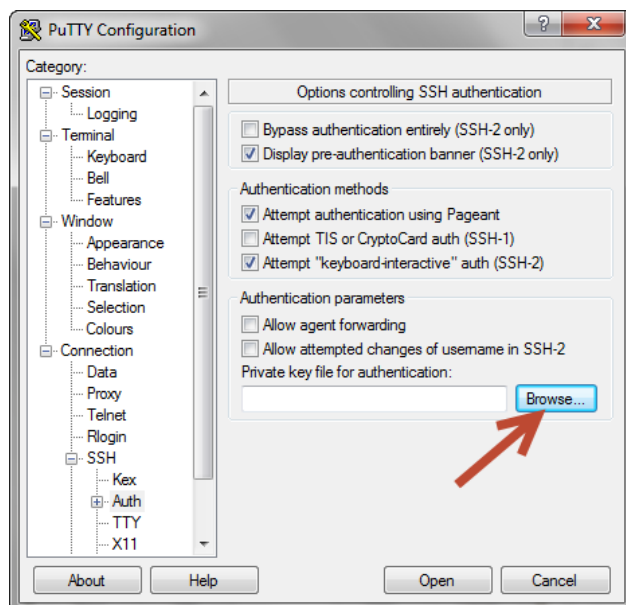 PuTTY Configuration
Category:
Session
Logging
Terminal
Keyboard
Bell
Features
Window
Appearance
Behaviour
Translation
Selection
Colours
Connection
Data
Proxy
Telnet
Rlogin
SSH
Kex
Auth
TTY
X11
Options controlling SSH authentication
Bypass authentication entirely (SSH-2 only)
Display pre-authentication banner (SSH-2 only)
Authentication methods
Attempt authentication using Pageant
Attempt TIS or CryptoCard auth (SSH-1)
Attempt "keyboard-interactive" auth (SSH-2)
Authentication parameters
Allow agent forwarding
Allow attempted changes of username in SSH-2
Private key file for authentication:
Browse...
About Help Open Cancel